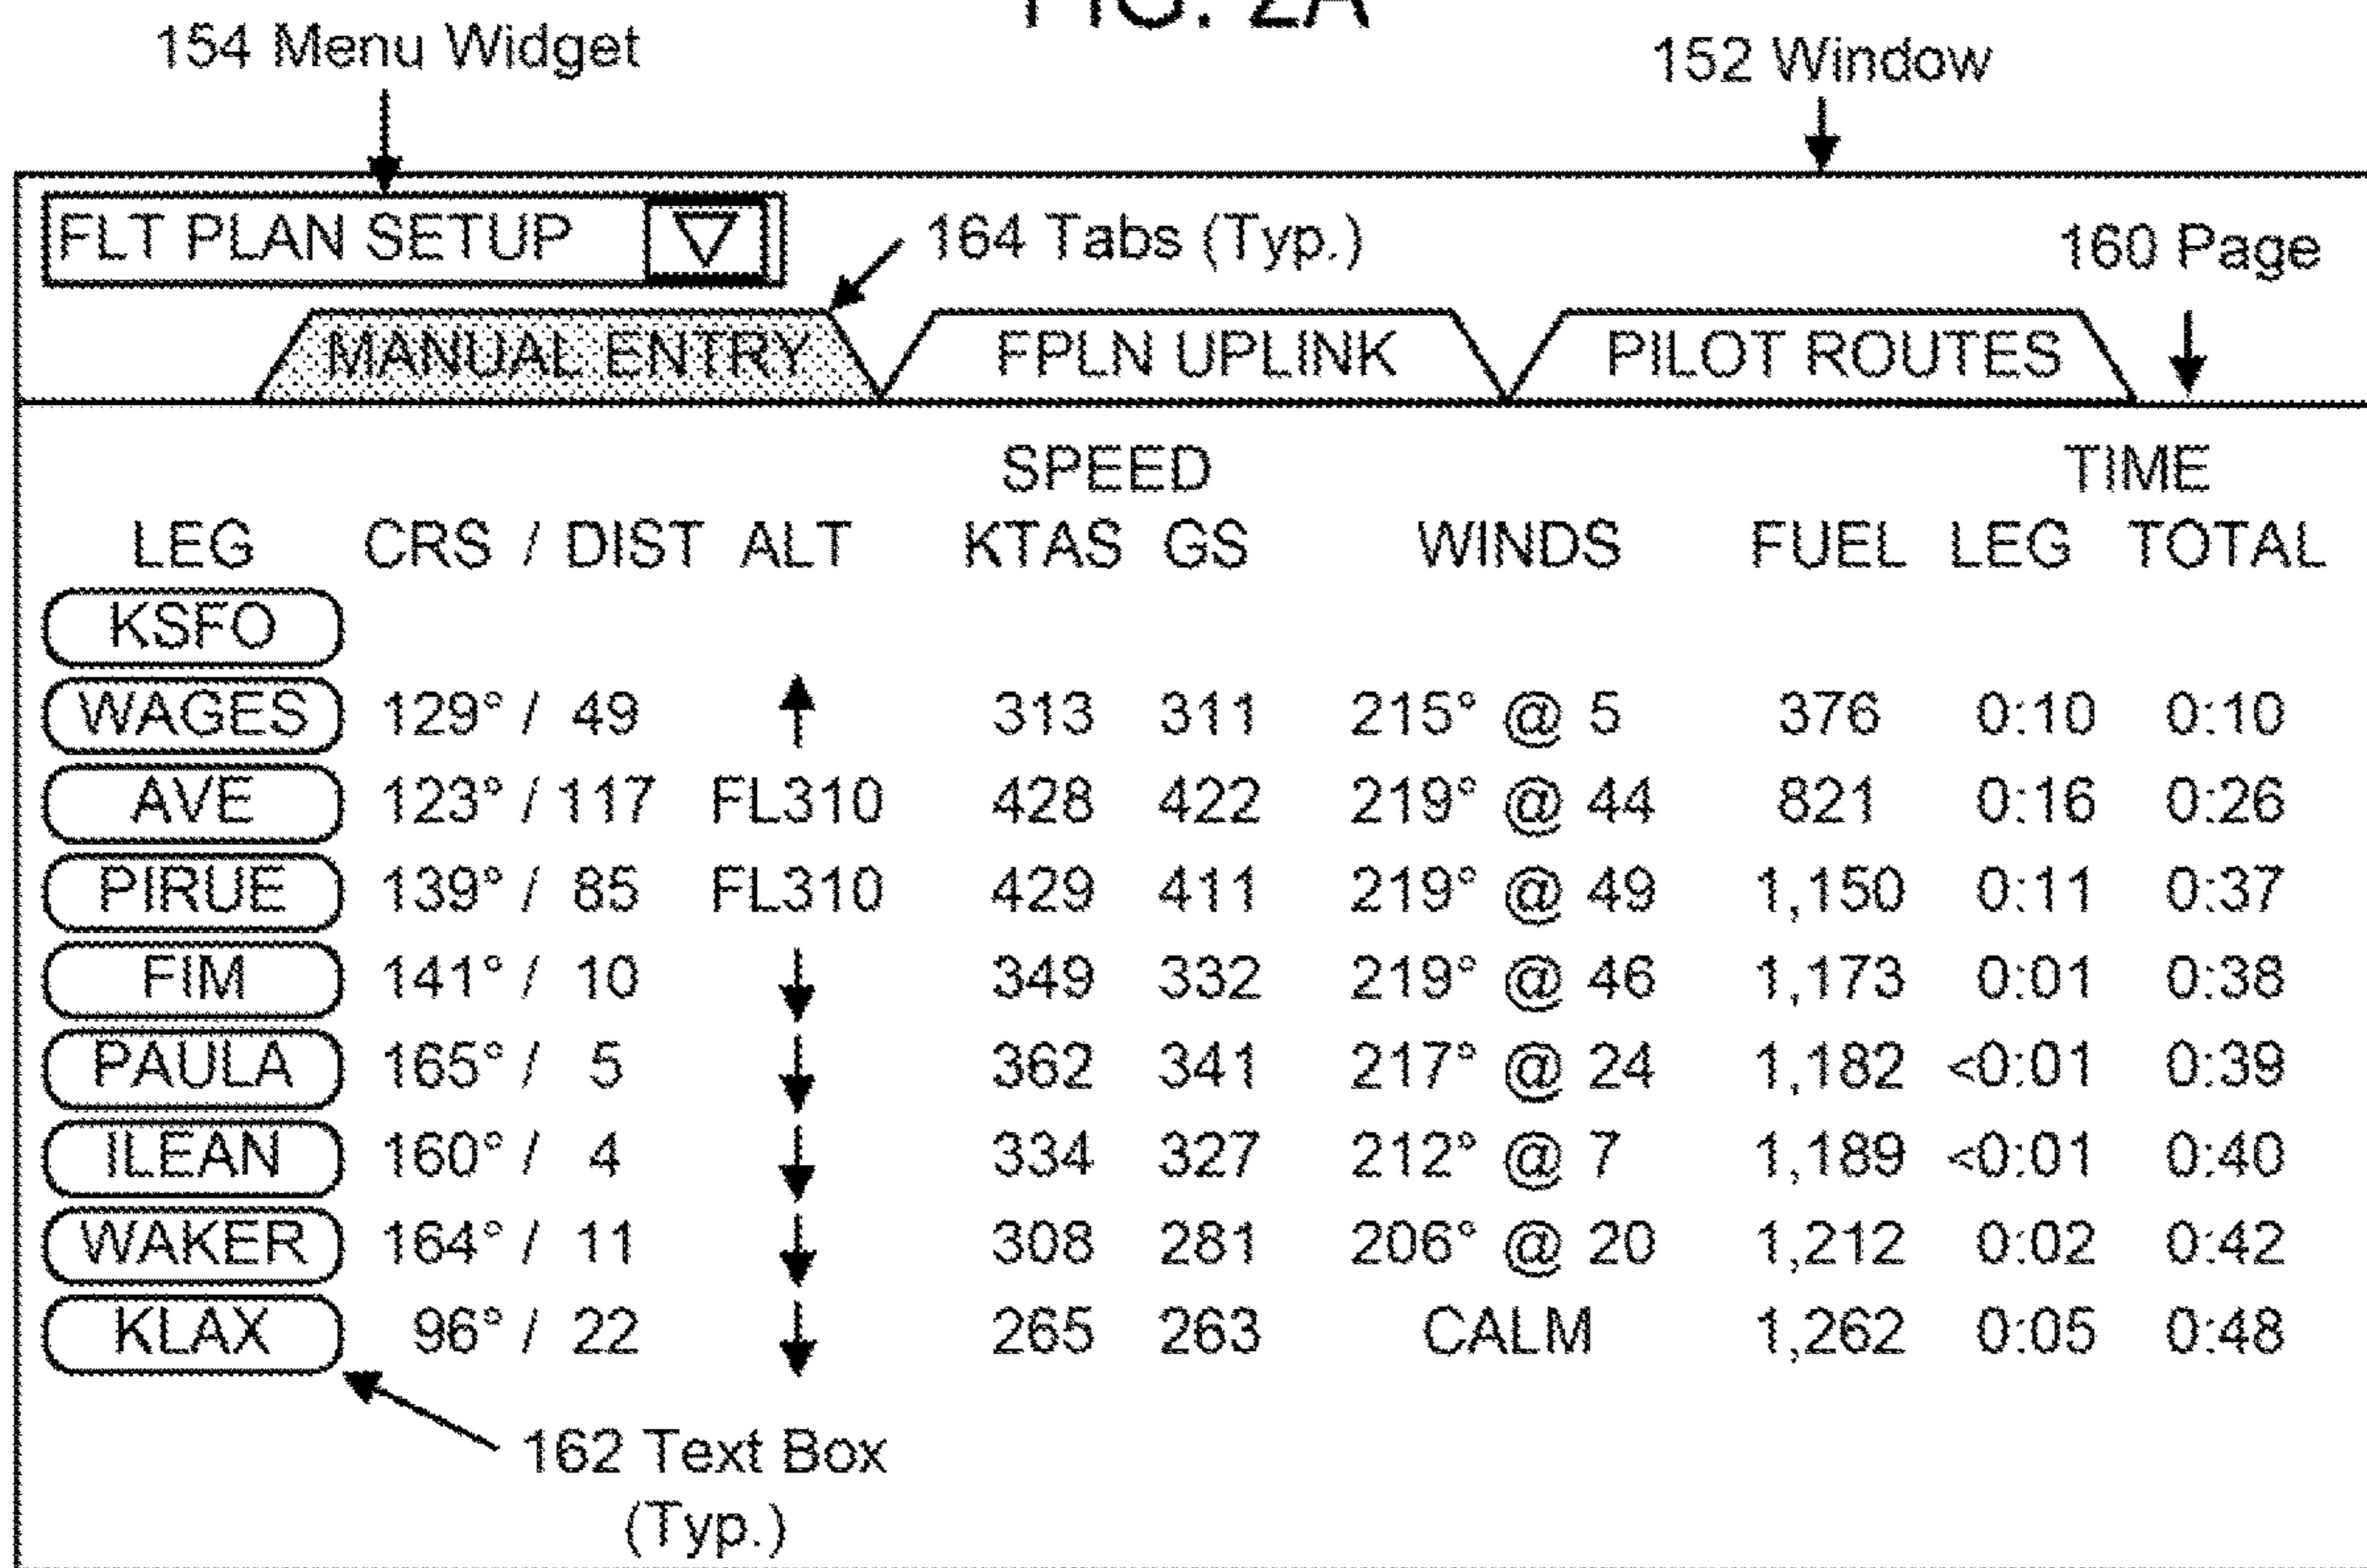 FIG. 2A
154 Menu Widget
152 Window
FLT PLAN SETUP
164 Tabs (Typ.)
160 Page
MANUAL ENTRY FPLN UPLINK PILOT ROUTES
SPEED TIME
LEG CRS / DIST ALT KTAS GS WINDS FUEL LEG TOTAL
KSFO
WAGES 129° / 49 ↑ 313 311 215° @ 5 376 0:10 0:10
AVE 123° / 117 FL310 428 422 219° @ 44 821 0:16 0:26
PIRUE 139° / 85 FL310 429 411 219° @ 49 1,150 0:11 0:37
FIM 141° / 10 ↓ 349 332 219° @ 46 1,173 0:01 0:38
PAULA 165° / 5 ↓ 362 341 217° @ 24 1,182 <0:01 0:39
ILEAN 160° / 4 ↓ 334 327 212° @ 7 1,189 <0:01 0:40
WAKER 164° / 11 ↓ 308 281 206° @ 20 1,212 0:02 0:42
KLAX 96° / 22 ↓ 265 263 CALM 1,262 0:05 0:48
162 Text Box
(Typ.)